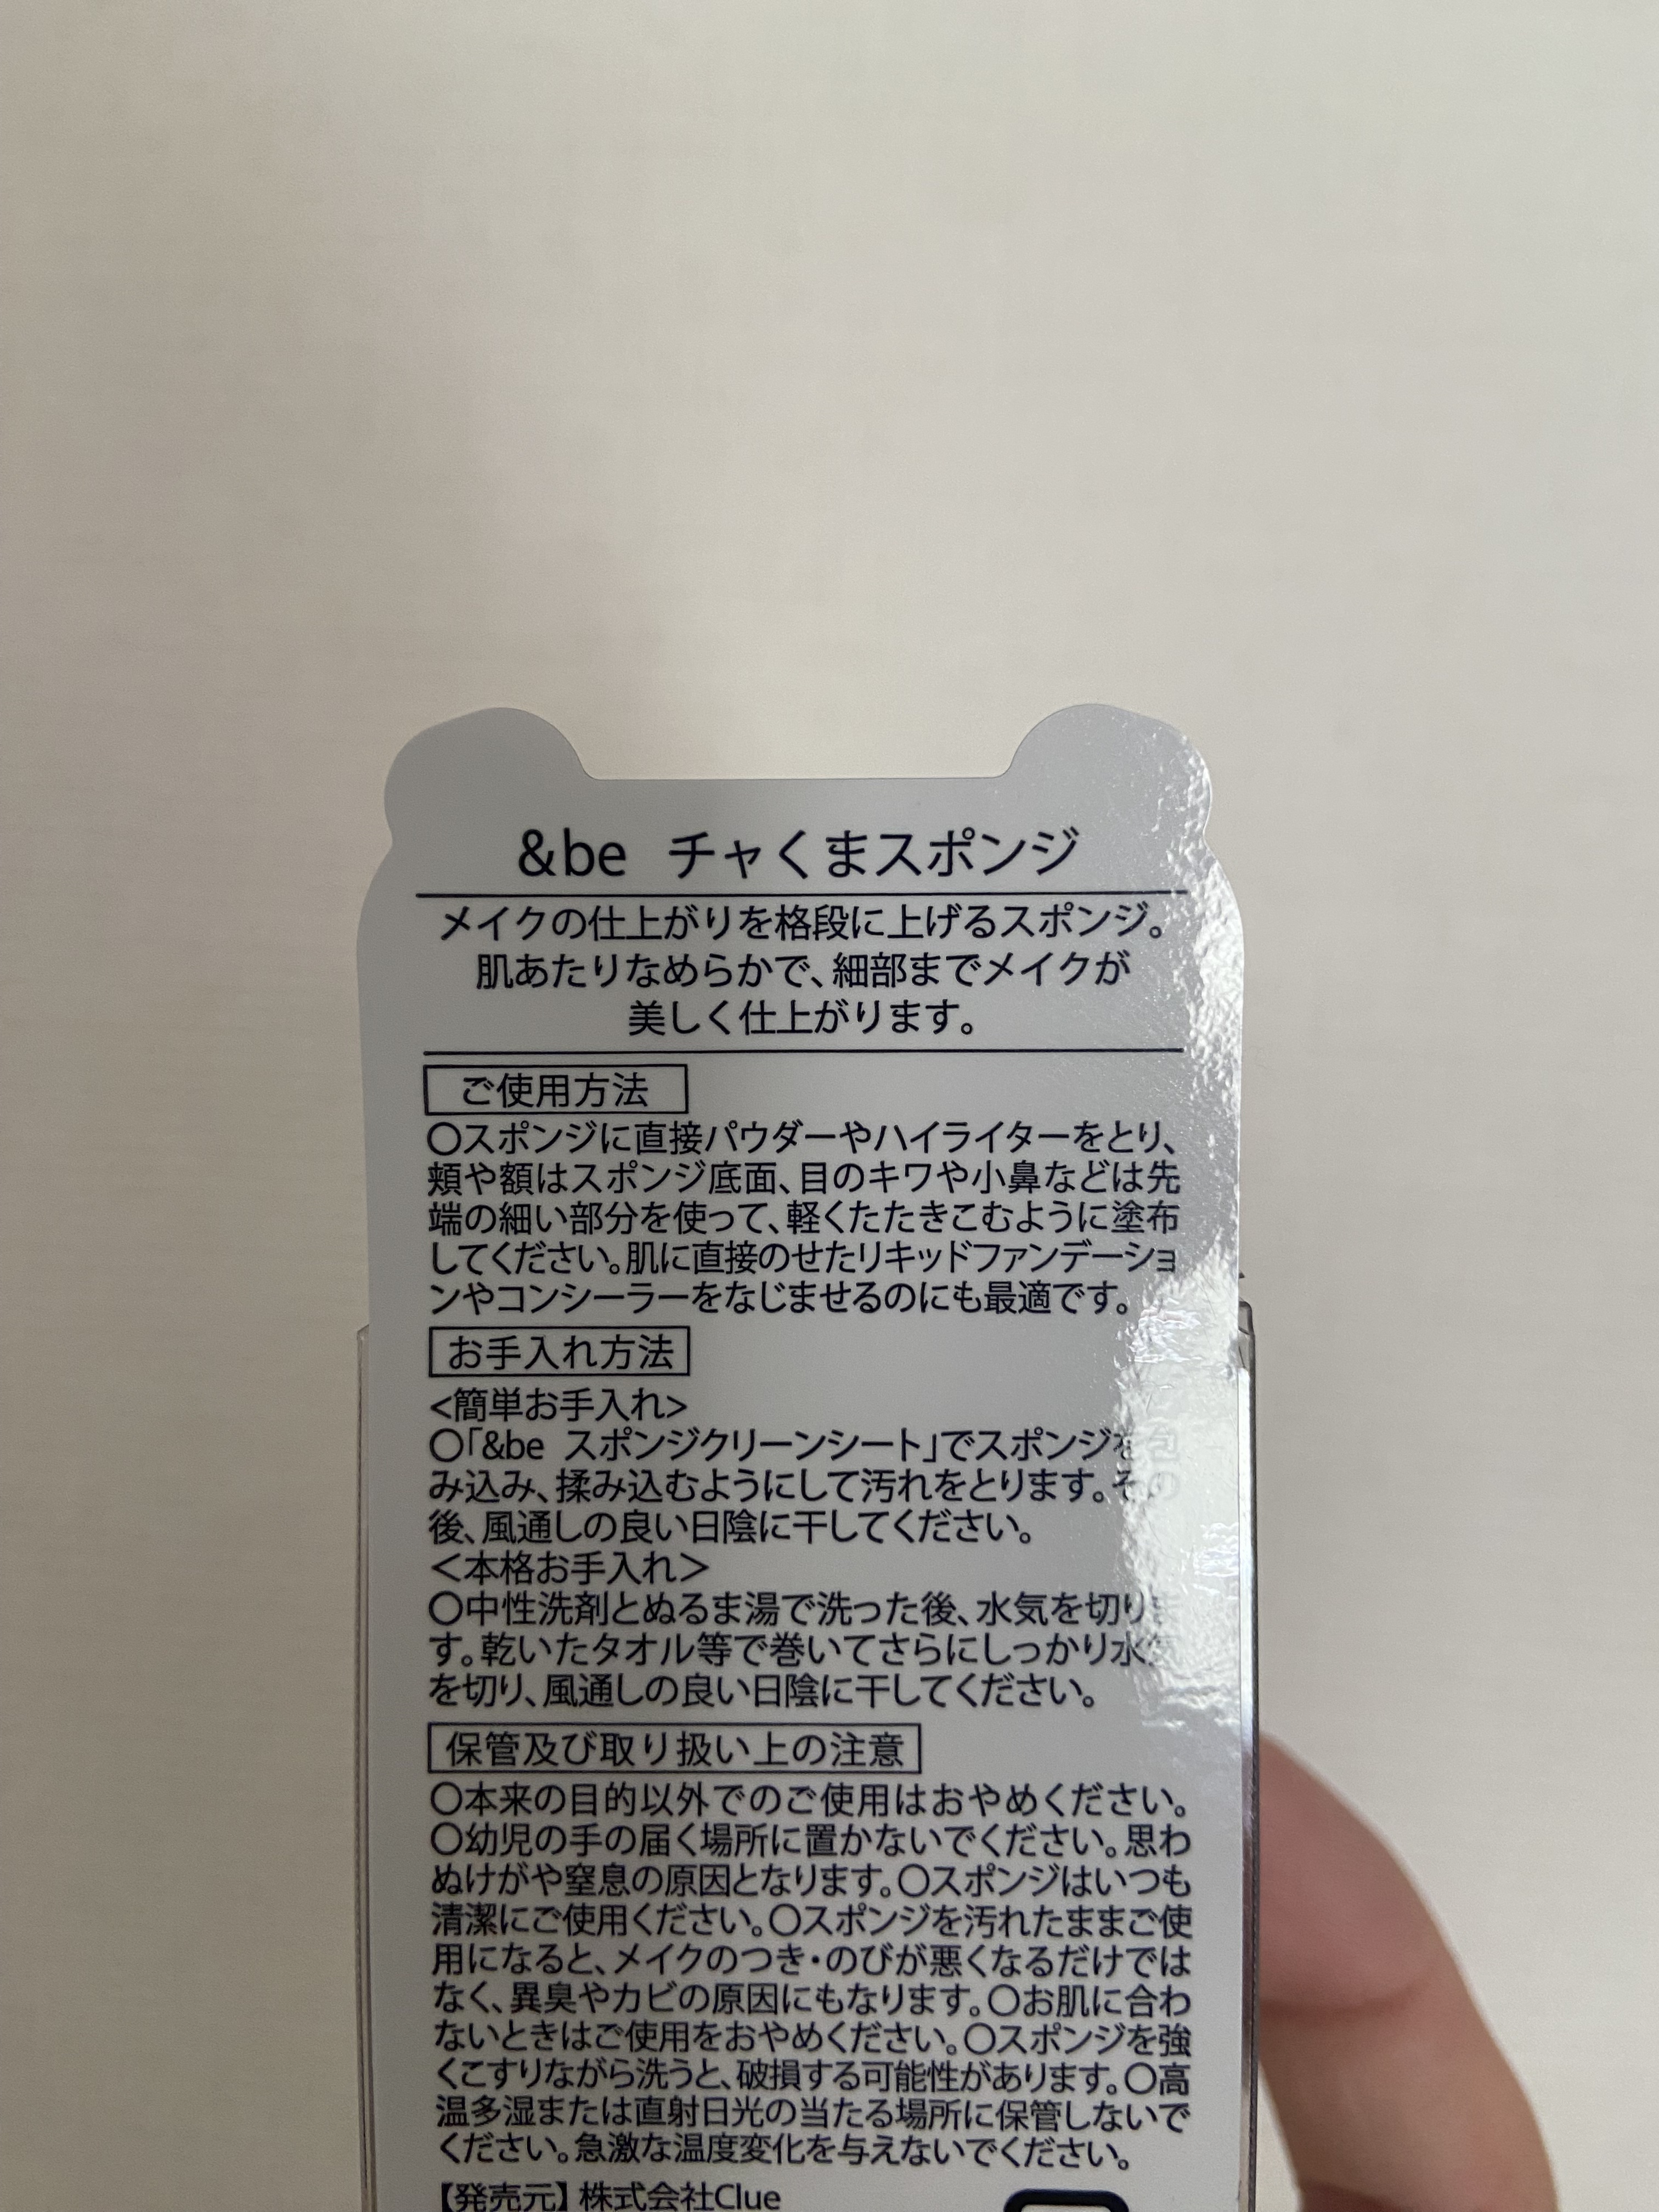 &be チャくまスポンジ
メイクの仕上がりを格段に上げるスポンジ。
肌あたりなめらかで、細部までメイクが
美しく仕上がります。
ご使用方法
〇スポンジに直接パウダーやハイライターをとり、
頬や額はスポンジ底面、目のキワや小鼻などは先
端の細い部分を使って、軽くたたきこむように塗布
してください。肌に直接のせたリキッドファンデーショ
ンやコンシーラーをなじませるのにも最適です。
お手入れ方法
<簡単お手入れ>
〇「&be スポンジクリーンシート」でスポンジを包
み込み、揉み込むようにして汚れをとります。その
後、風通しの良い日陰に干してください。
＜本格お手入れ＞
〇中性洗剤とぬるま湯で洗った後、水気を切りま
す。乾いたタオル等で巻いてさらにしっかり水気
を切り、風通しの良い日陰に干してください。
保管及び取り扱い上の注意
〇本来の目的以外でのご使用はおやめください。
〇幼児の手の届く場所に置かないでください。思わ
ぬけがや窒息の原因となります。〇スポンジはいつも
清潔にご使用ください。〇スポンジを汚れたままご使
用になると、メイクのつき・のびが悪くなるだけでは
なく、異臭やカビの原因にもなります。〇お肌に合わ
ないときはご使用をおやめください。〇スポンジを強
くこすりながら洗うと、破損する可能性があります。〇高
温多湿または直射日光の当たる場所に保管しないで
ください。急激な温度変化を与えないでください。
【発売元】株式会社Clue